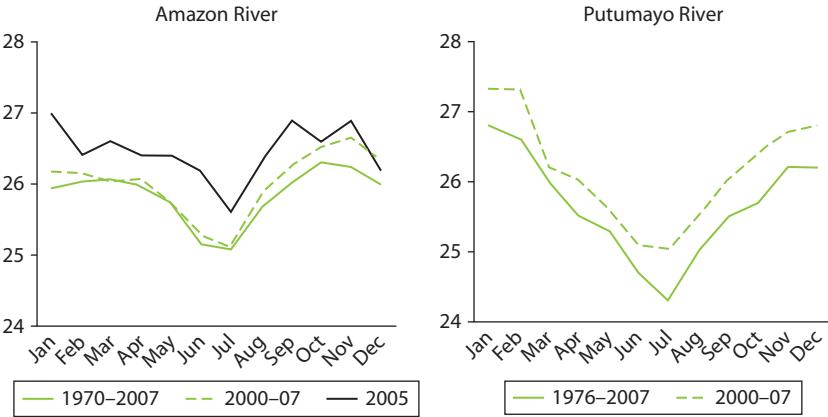 Amazon River
28
27
26
25
24
Jan Feb Mar Apr May Jun Jul Aug Sep Oct Nov Dec
1970–2007 2000–07 2005
Putumayo River
28
27
26
25
24
Jan Feb Mar Apr May Jun Jul Aug Sep Oct Nov Dec
1976–2007 2000–07